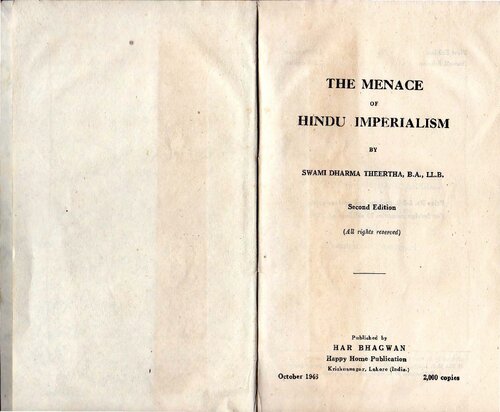 THE MENACE
OF
HINDU IMPERIALISM
BY
SWAMI DHARMA THEERTHA, B.A., LL.B.
Second Edition
(All rights reserved)
Published by
HAR BHAGWAN
Happy Home Publication
Krishnanagar, Lahore (India.)
October 1946 2,000 copies